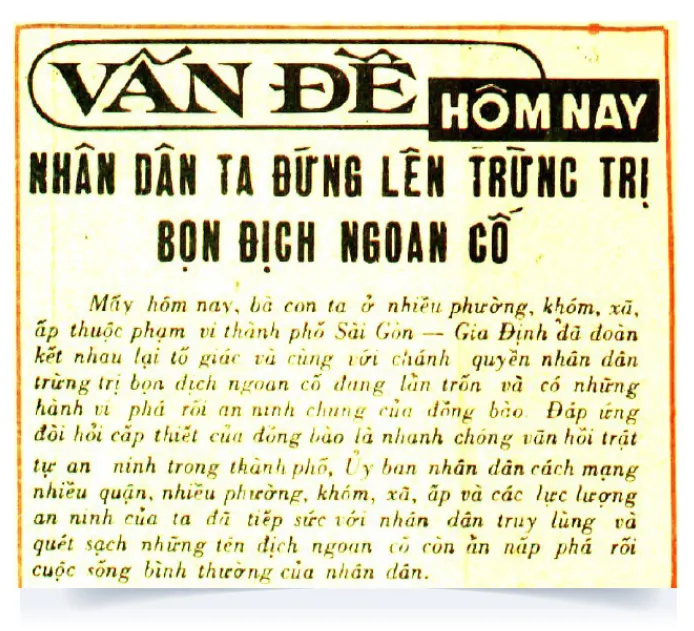 VẤN ĐỀ
HÔM NAY
NHÂN DÂN TA ĐỨNG LÊN TRỪNG TRỊ
BỌN ĐỊCH NGOAN CỐ
Mấy hôm nay, bà con ta ở nhiều phường, khóm, xã,
ấp thuộc phạm vi thành phố Sài Gòn — Gia Định đã đoàn
kết nhau lại tố giác và cùng với chánh quyền nhân dân
trừng trị bọn địch ngoan cố đang lẩn trốn và có những
hành vi phá rối an ninh chung của đồng bào. Đáp ứng
đòi hỏi cấp thiết của đồng bào là nhanh chóng vãn hồi trật
tự an ninh trong thành phố, Ủy ban nhân dân cách mạng
nhiều quận, nhiều phường, khóm, xã, ấp và các lực lượng
an ninh của ta đã tiếp sức với nhân dân truy lùng và
quét sạch những tên địch ngoan cố còn ẩn nấp phá rối
cuộc sống bình thường của nhân dân.